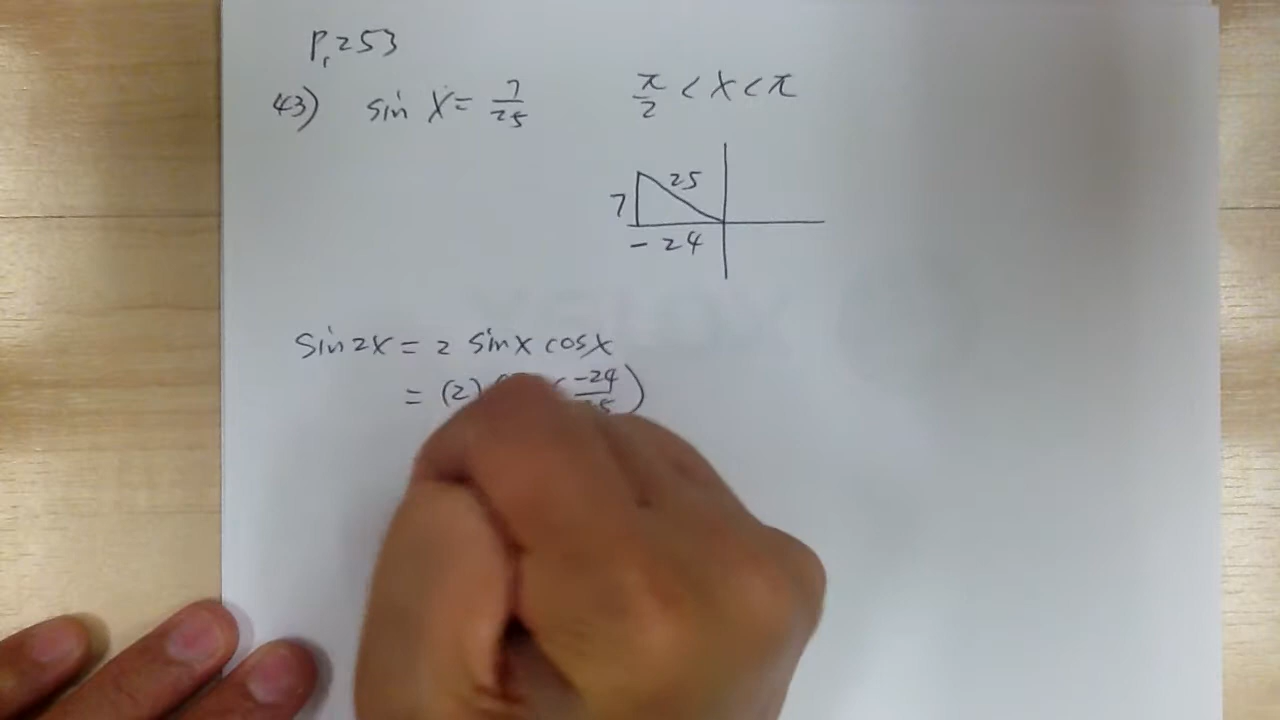 P. 253
43) sin x = 7/25 π/2 < x < π
25
7
- 24
sin 2x = 2 sin x cos x
= (2) -24/25 )